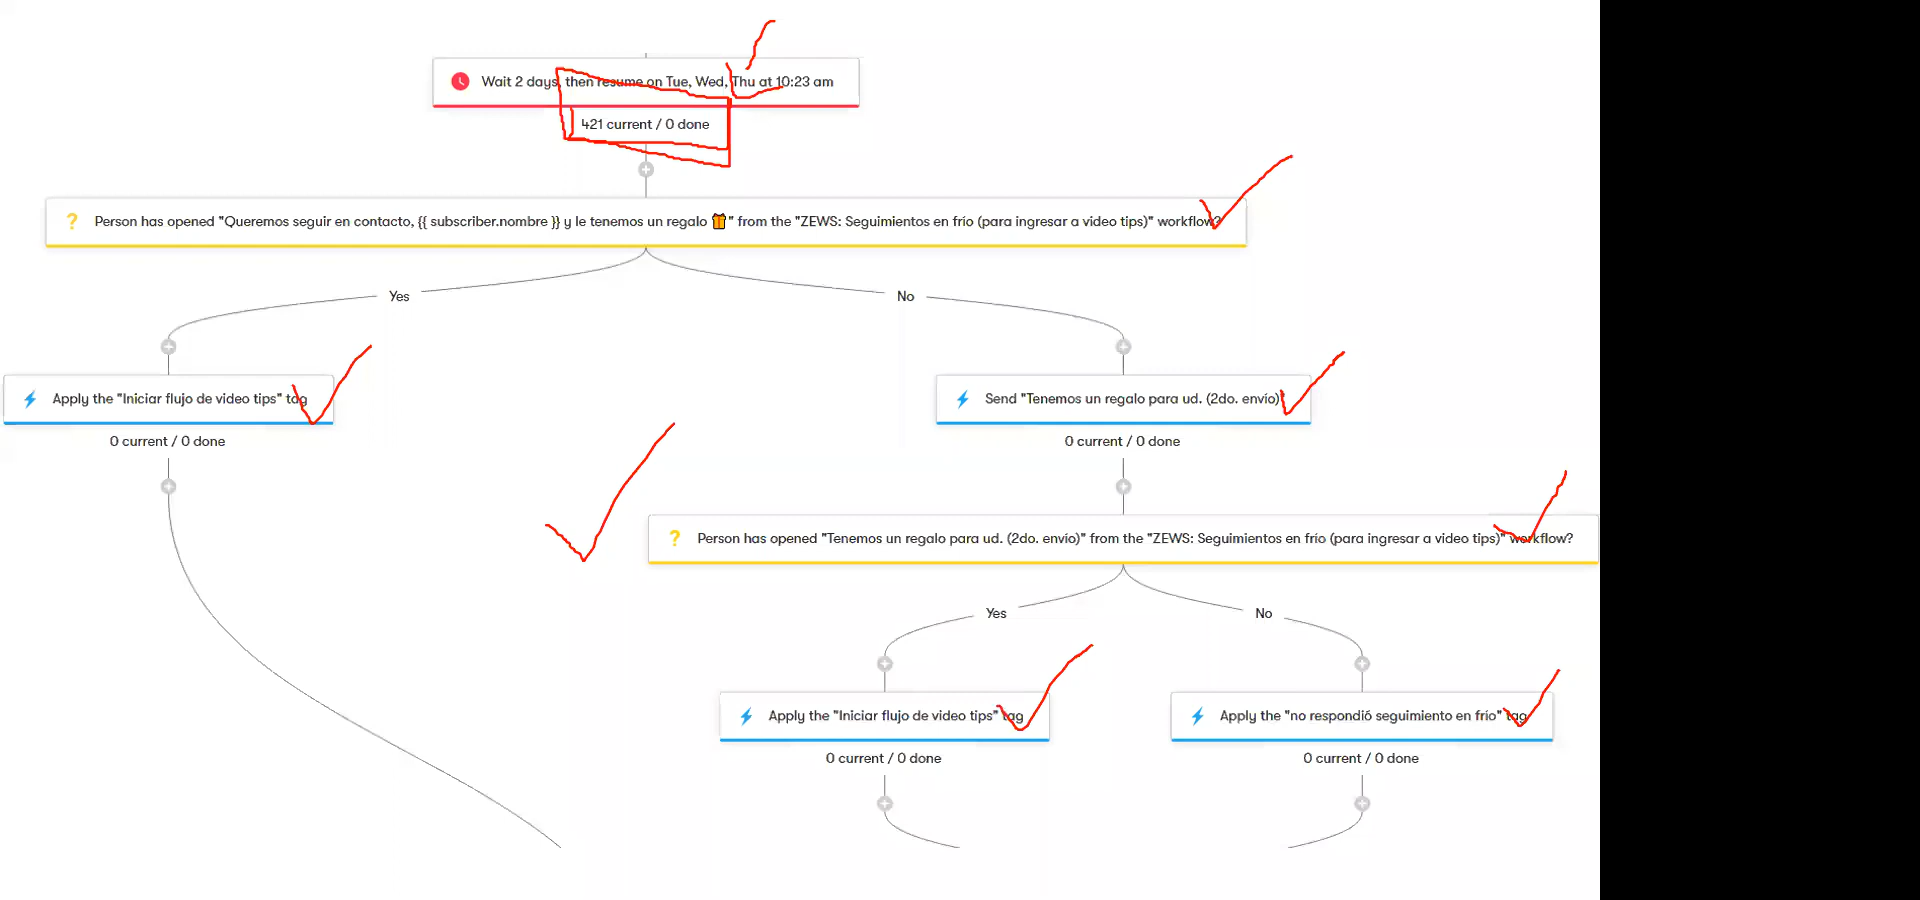 Wait 2 days, then resume on Tue, Wed, Thu at 10:23 am
421 current / 0 done
Person has opened "Queremos seguir en contacto, {{ subscriber.nombre }} y le tenemos un regalo 🎁" from the "ZEWS: Seguimientos en frío (para ingresar a video tips)" workflow?
Yes
No
Apply the "Iniciar flujo de video tips" tag
Send "Tenemos un regalo para ud. (2do. envío)"
0 current / 0 done
0 current / 0 done
Person has opened "Tenemos un regalo para ud. (2do. envío)" from the "ZEWS: Seguimientos en frío (para ingresar a video tips)" workflow?
Yes
No
Apply the "Iniciar flujo de video tips" tag
Apply the "no respondió seguimiento en frío" tag
0 current / 0 done
0 current / 0 done